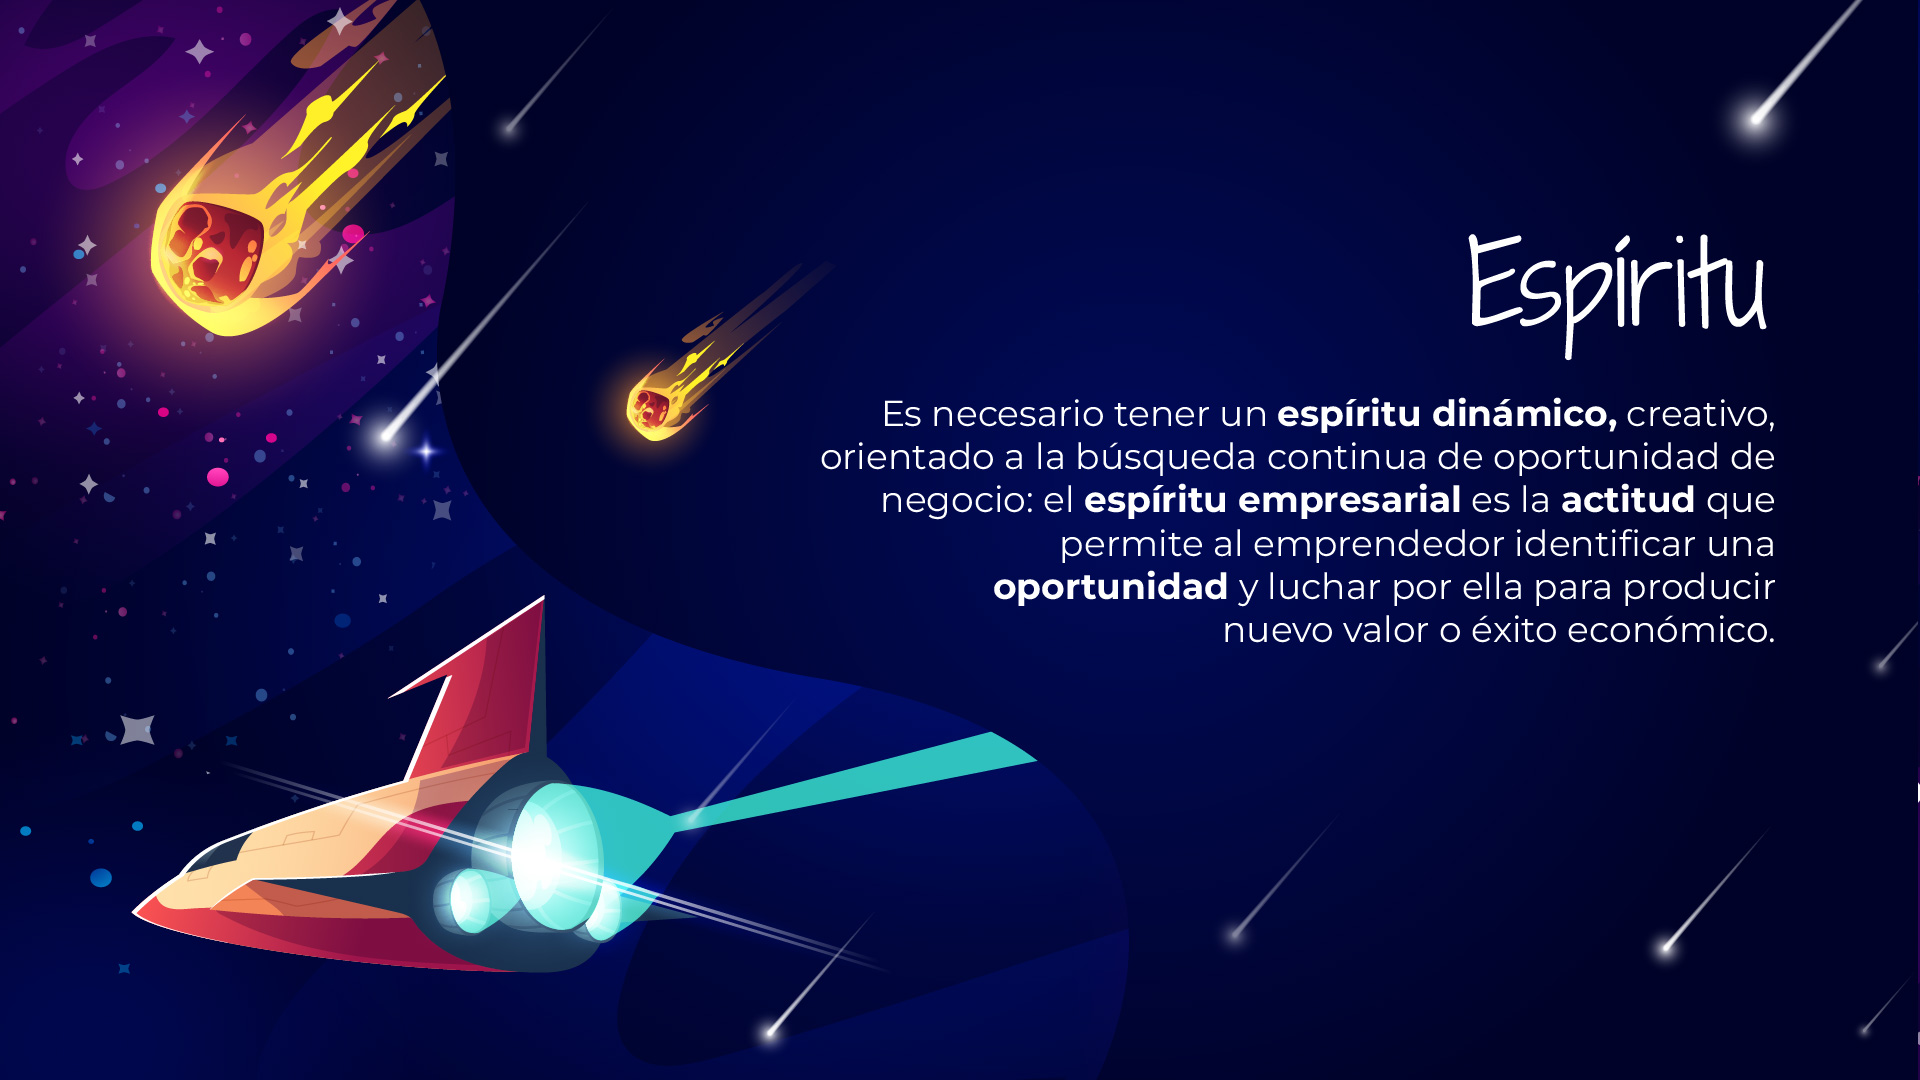 Espíritu
Es necesario tener un espíritu dinámico, creativo,
orientado a la búsqueda continua de oportunidad de
negocio: el espíritu empresarial es la actitud que
permite al emprendedor identificar una
oportunidad y luchar por ella para producir
nuevo valor o éxito económico.